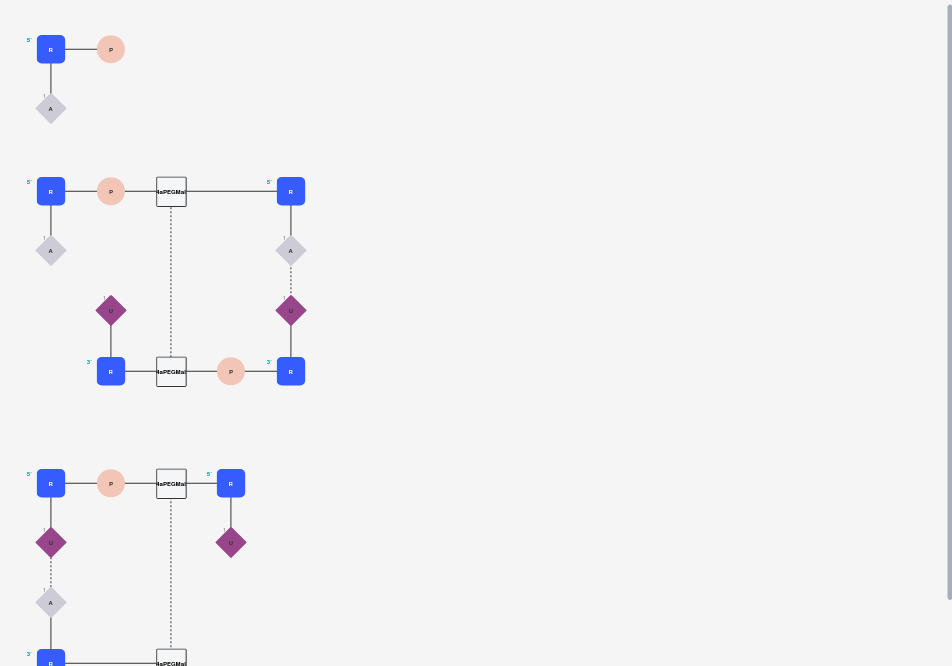 5' R P
1 A
5' R P 4aPEGMal 5' R
1 A 1 A
1 U 1 U
3' R 4aPEGMal P 3' R
5' R P 4aPEGMal 5' R
1 U 1 U
1 A
3' R 4aPEGMal